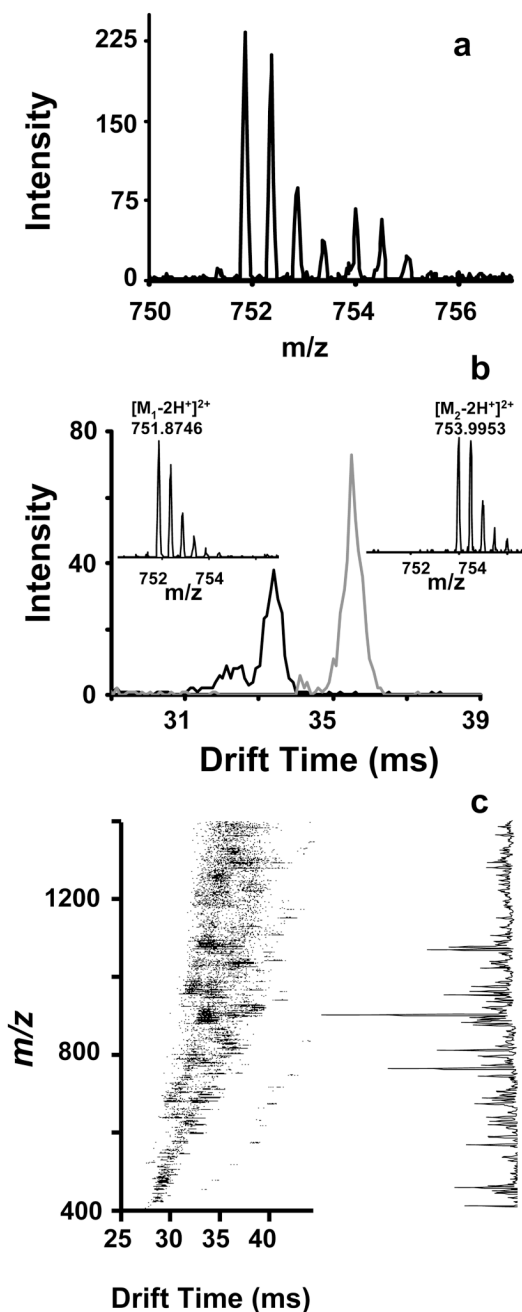 a
225
150
75
0
Intensity
750 752 754 756
m/z
b
[M₁-2H⁺]²⁺
751.8746
[M₂-2H⁺]²⁺
753.9953
80
40
0
Intensity
752 754
m/z
752 754
m/z
31 35 39
Drift Time (ms)
c
1200
800
400
m/z
25 30 35 40
Drift Time (ms)